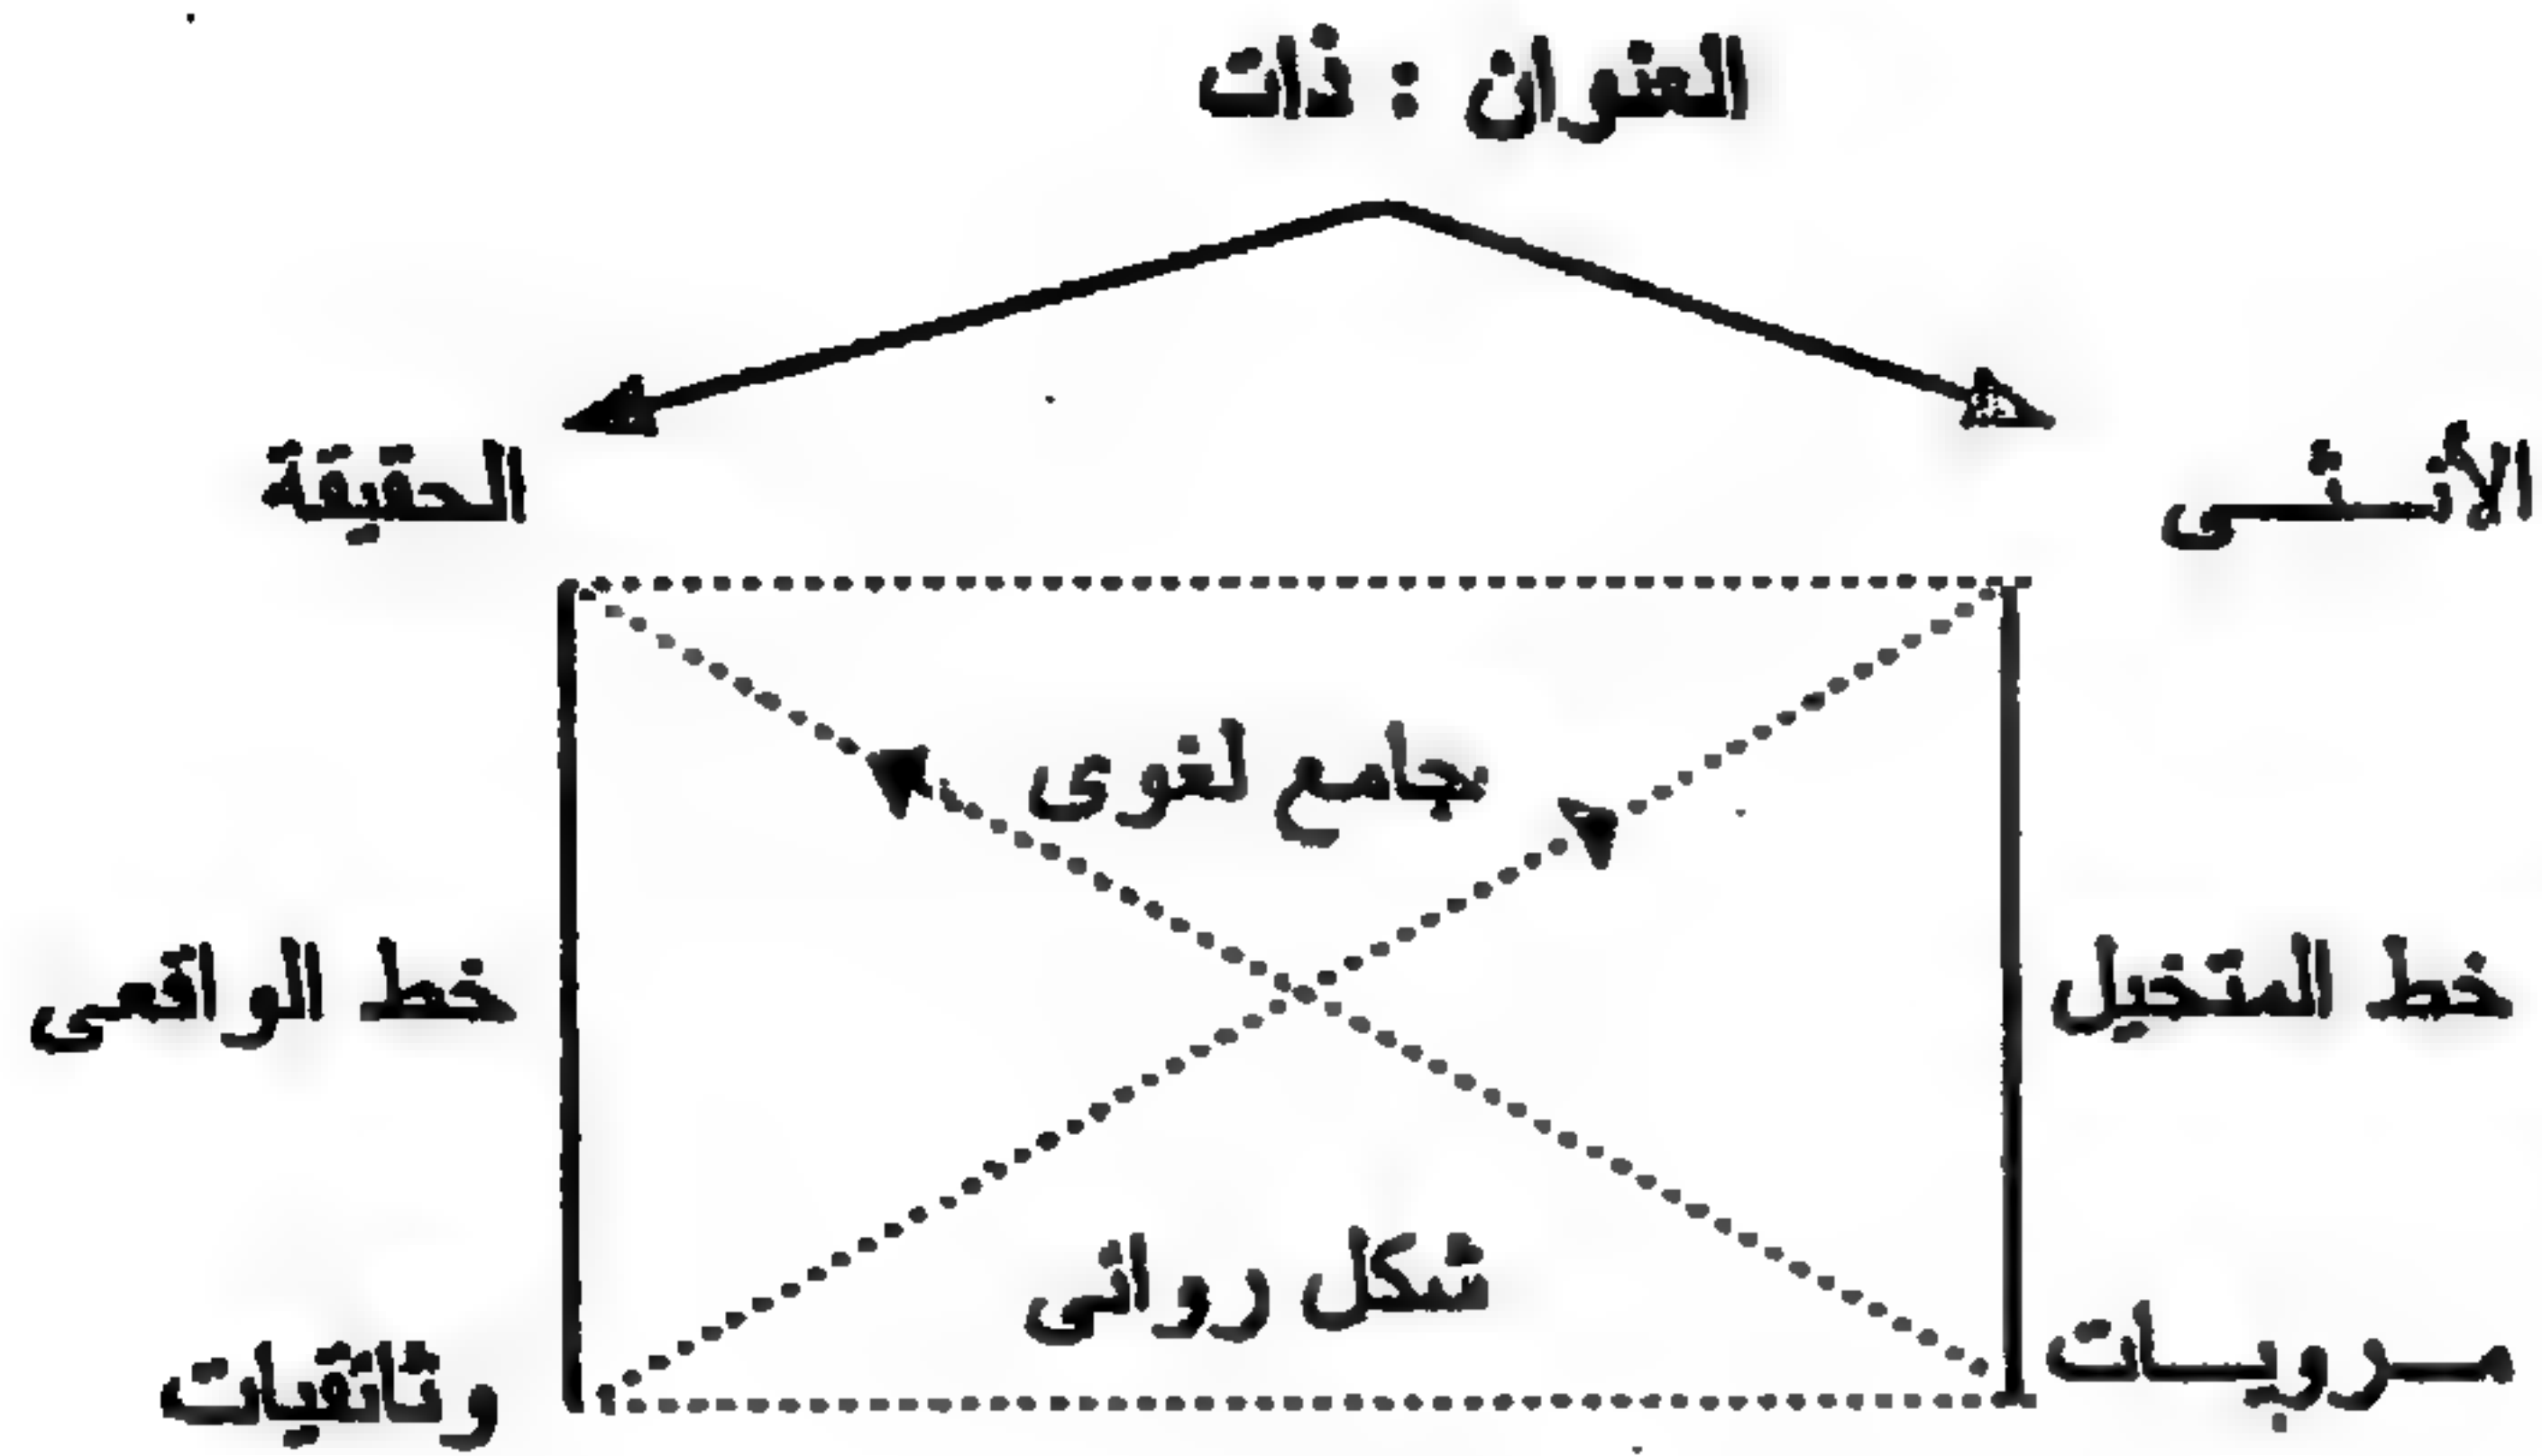 العنوان : ذات
الأنثى
الحقيقة
جامع لغوى
خط المتخيل
خط الواقعى
شكل روائى
مرويات
وثائقيات